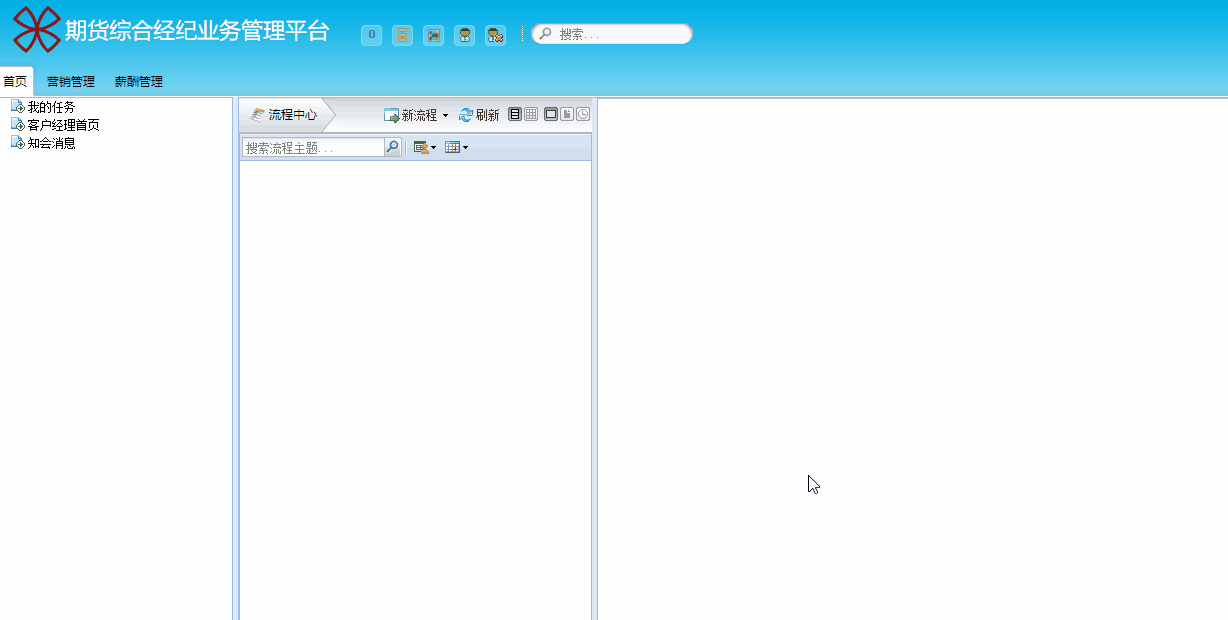 期货综合经纪业务管理平台
0
搜索...
首页 营销管理 薪酬管理
我的任务
客户经理首页
知会消息
流程中心 新流程 刷新
搜索流程主题...